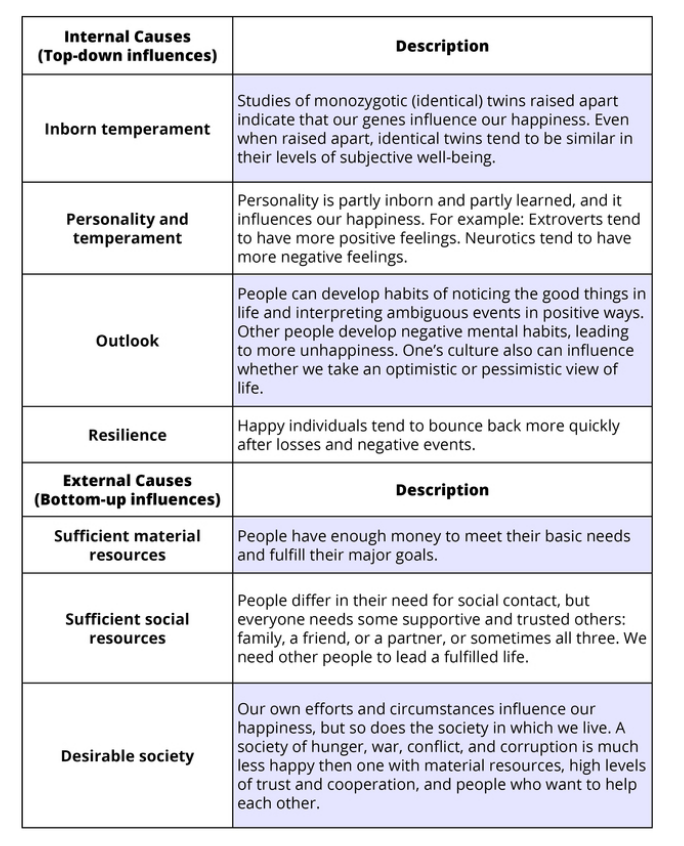 Internal Causes
(Top-down influences)
Description
Inborn temperament
Studies of monozygotic (identical) twins raised apart
indicate that our genes influence our happiness. Even
when raised apart, identical twins tend to be similar in
their levels of subjective well-being.
Personality and
temperament
Personality is partly inborn and partly learned, and it
influences our happiness. For example: Extroverts tend
to have more positive feelings. Neurotics tend to have
more negative feelings.
Outlook
People can develop habits of noticing the good things in
life and interpreting ambiguous events in positive ways.
Other people develop negative mental habits, leading
to more unhappiness. One’s culture also can influence
whether we take an optimistic or pessimistic view of
life.
Resilience
Happy individuals tend to bounce back more quickly
after losses and negative events.
External Causes
(Bottom-up influences)
Description
Sufficient material
resources
People have enough money to meet their basic needs
and fulfill their major goals.
Sufficient social
resources
People differ in their need for social contact, but
everyone needs some supportive and trusted others:
family, a friend, or a partner, or sometimes all three. We
need other people to lead a fulfilled life.
Desirable society
Our own efforts and circumstances influence our
happiness, but so does the society in which we live. A
society of hunger, war, conflict, and corruption is much
less happy then one with material resources, high levels
of trust and cooperation, and people who want to help
each other.